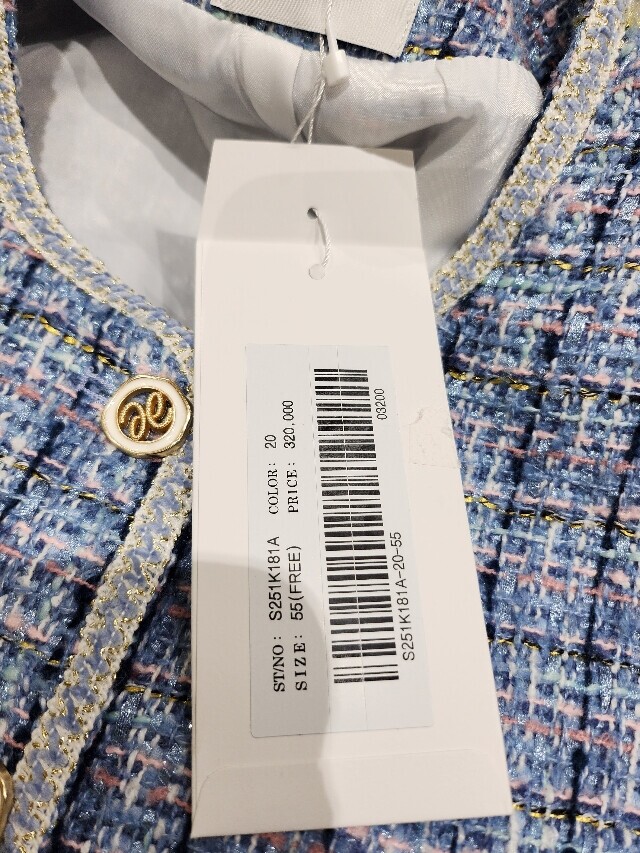 ST/NO: S251K181A COLOR: 20
SIZE: 55(FREE) PRICE: 320,000
03200
S251K181A-20-55